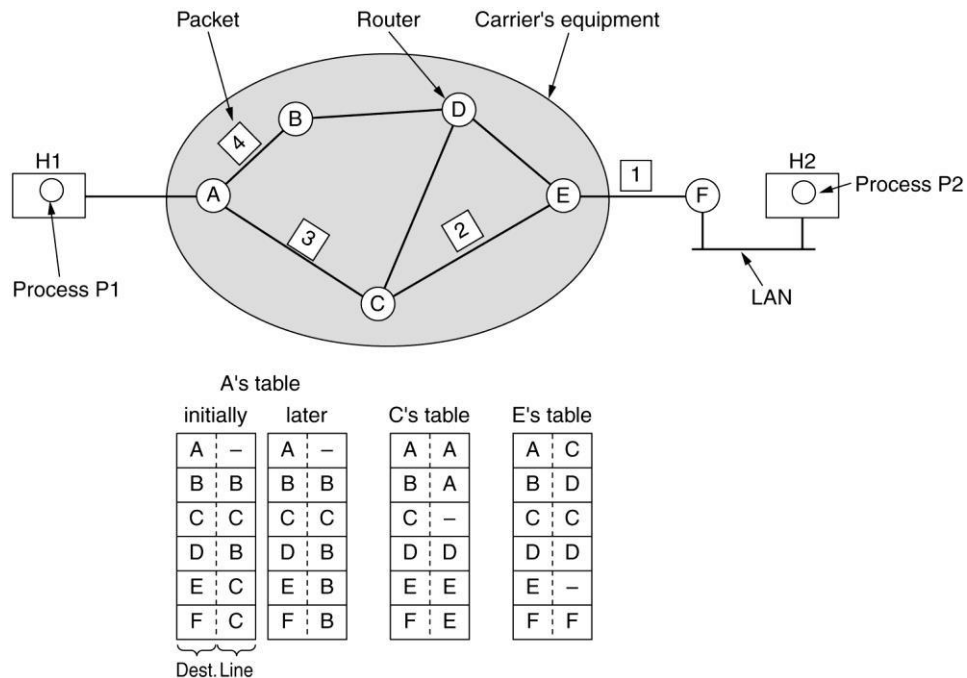 Packet Router Carrier's equipment
B D
4
H1 1 H2
A E F Process P2
3 2
Process P1 C LAN
A's table
initially later C's table E's table
A – A – A A A C
B B B B B A B D
C C C C C – C C
D B D B D D D D
E C E B E E E –
F C F B F E F F
Dest. Line